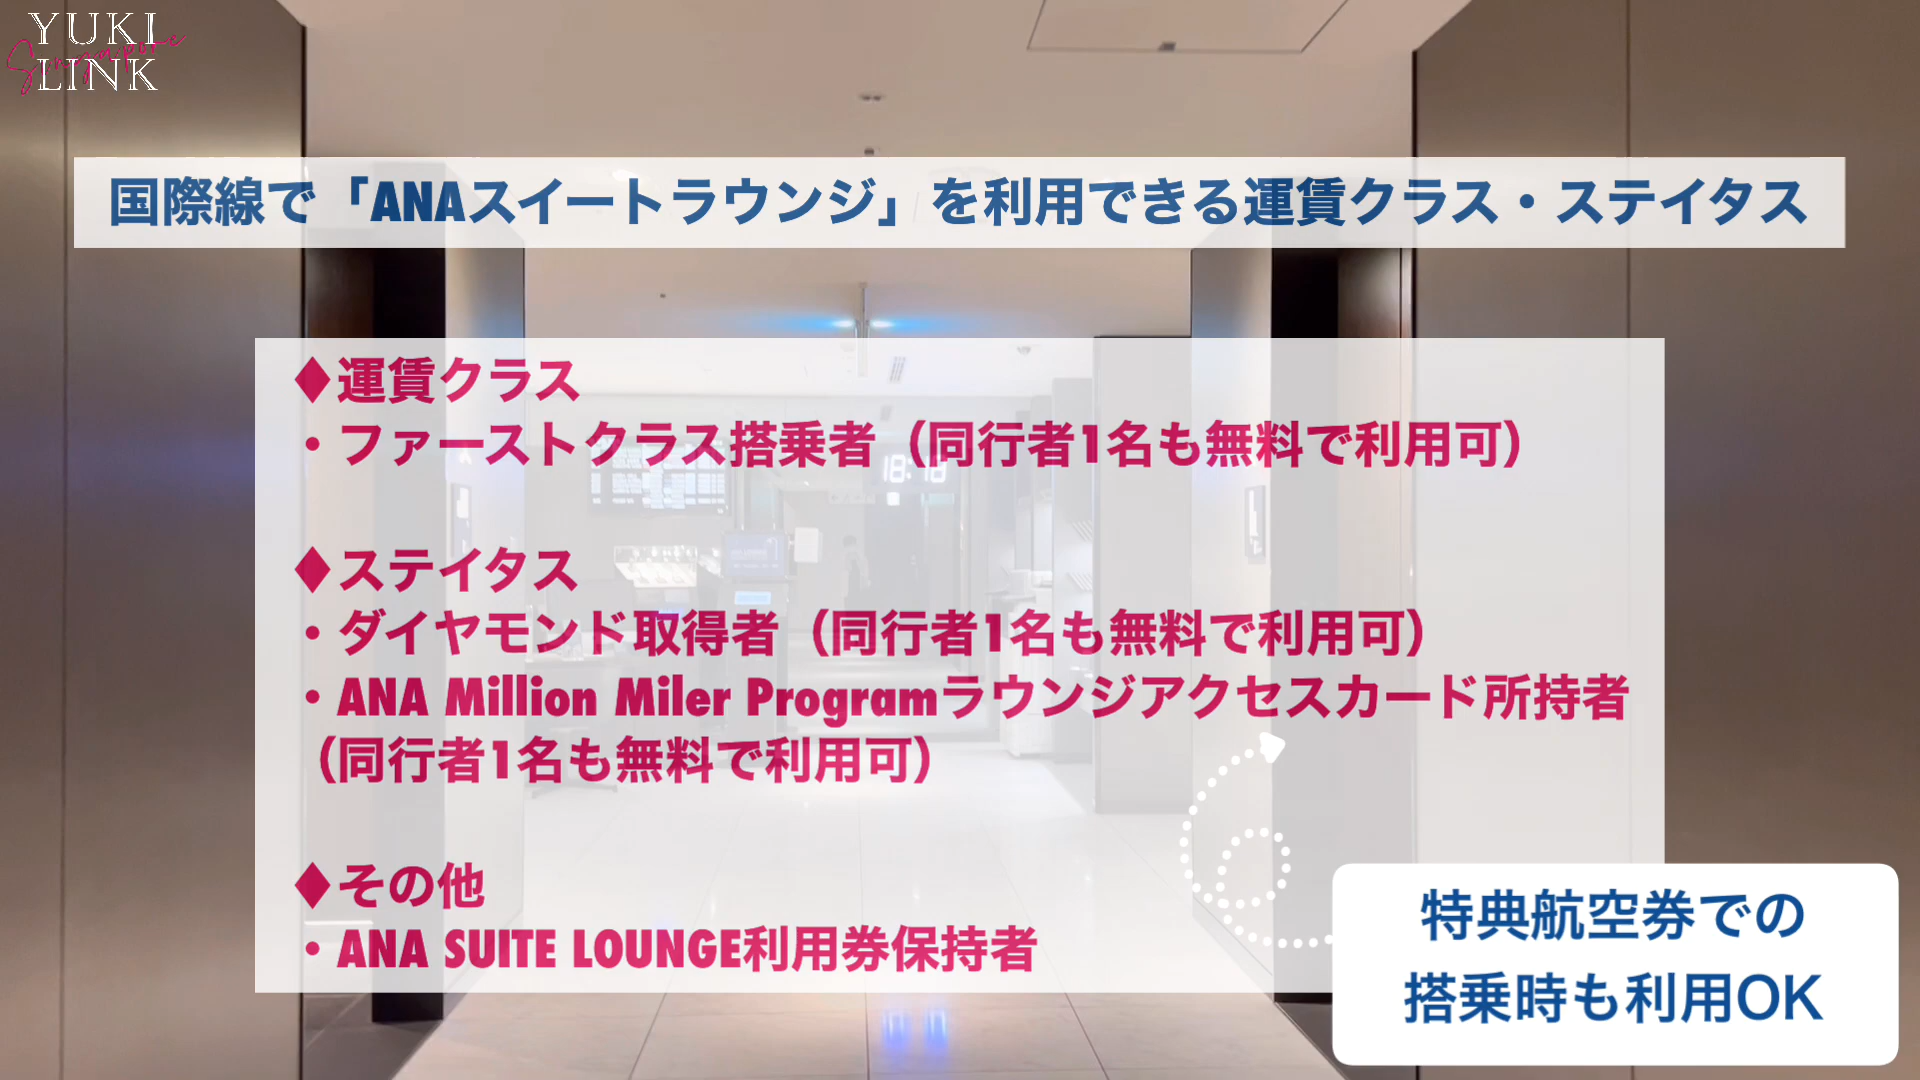 YUKI
Singapore
LINK
国際線で「ANAスイートラウンジ」を利用できる運賃クラス・ステイタス
♦運賃クラス
・ファーストクラス搭乗者（同行者1名も無料で利用可）
18:18
♦ステイタス
・ダイヤモンド取得者（同行者1名も無料で利用可）
・ANA Million Miler Programラウンジアクセスカード所持者
（同行者1名も無料で利用可）
♦その他
・ANA SUITE LOUNGE利用券保持者
特典航空券での
搭乗時も利用OK